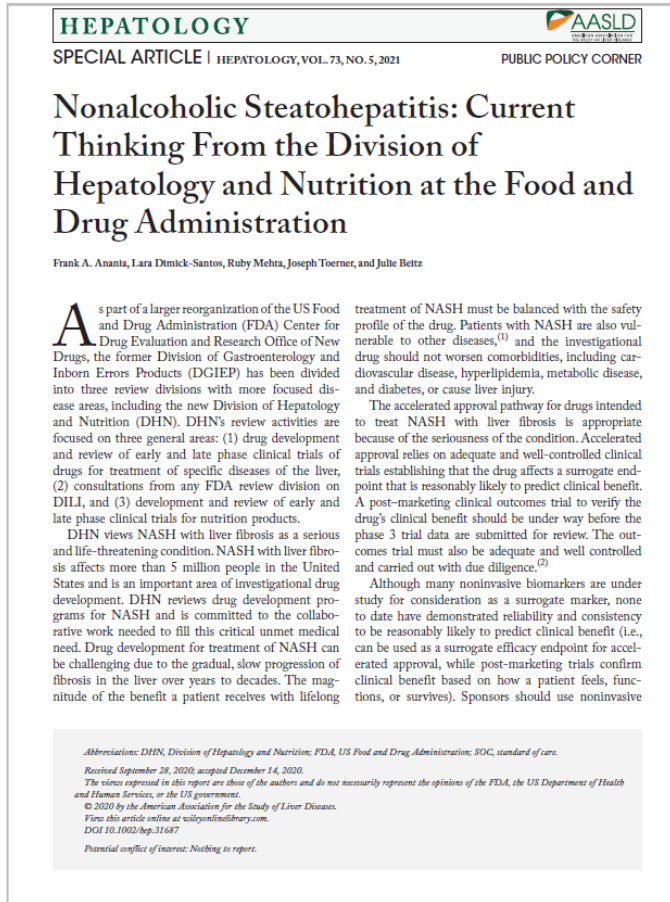 HEPATOLOGY
AASLD
AMERICAN ASSOCIATION FOR
THE STUDY OF LIVER DISEASES
SPECIAL ARTICLE | HEPATOLOGY, VOL. 73, NO. 5, 2021
PUBLIC POLICY CORNER
Nonalcoholic Steatohepatitis: Current
Thinking From the Division of
Hepatology and Nutrition at the Food and
Drug Administration
Frank A. Anania, Lara Dimick-Santos, Ruby Mehta, Joseph Toerner, and Julie Beitz
As part of a larger reorganization of the US Food
and Drug Administration (FDA) Center for
Drug Evaluation and Research Office of New
Drugs, the former Division of Gastroenterology and
Inborn Errors Products (DGIEP) has been divided
into three review divisions with more focused dis-
ease areas, including the new Division of Hepatology
and Nutrition (DHN). DHN's review activities are
focused on three general areas: (1) drug development
and review of early and late phase clinical trials of
drugs for treatment of specific diseases of the liver,
(2) consultations from any FDA review division on
DILI, and (3) development and review of early and
late phase clinical trials for nutrition products.
DHN views NASH with liver fibrosis as a serious
and life-threatening condition. NASH with liver fibro-
sis affects more than 5 million people in the United
States and is an important area of investigational drug
development. DHN reviews drug development pro-
grams for NASH and is committed to the collabo-
rative work needed to fill this critical unmet medical
need. Drug development for treatment of NASH can
be challenging due to the gradual, slow progression of
fibrosis in the liver over years to decades. The mag-
nitude of the benefit a patient receives with lifelong
treatment of NASH must be balanced with the safety
profile of the drug. Patients with NASH are also vul-
nerable to other diseases,(1) and the investigational
drug should not worsen comorbidities, including car-
diovascular disease, hyperlipidemia, metabolic disease,
and diabetes, or cause liver injury.
The accelerated approval pathway for drugs intended
to treat NASH with liver fibrosis is appropriate
because of the seriousness of the condition. Accelerated
approval relies on adequate and well-controlled clinical
trials establishing that the drug affects a surrogate end-
point that is reasonably likely to predict clinical benefit.
A post–marketing clinical outcomes trial to verify the
drug's clinical benefit should be under way before the
phase 3 trial data are submitted for review. The out-
comes trial must also be adequate and well controlled
and carried out with due diligence.(2)
Although many noninvasive biomarkers are under
study for consideration as a surrogate marker, none
to date have demonstrated reliability and consistency
to be reasonably likely to predict clinical benefit (i.e.,
can be used as a surrogate efficacy endpoint for accel-
erated approval, while post-marketing trials confirm
clinical benefit based on how a patient feels, func-
tions, or survives). Sponsors should use noninvasive
Abbreviations: DHN, Division of Hepatology and Nutrition; FDA, US Food and Drug Administration; SOC, standard of care.
Received September 28, 2020; accepted December 14, 2020.
The views expressed in this report are those of the authors and do not necessarily represent the opinions of the FDA, the US Department of Health
and Human Services, or the US government.
© 2020 by the American Association for the Study of Liver Diseases.
View this article online at wileyonlinelibrary.com.
DOI 10.1002/hep.31687
Potential conflict of interest: Nothing to report.